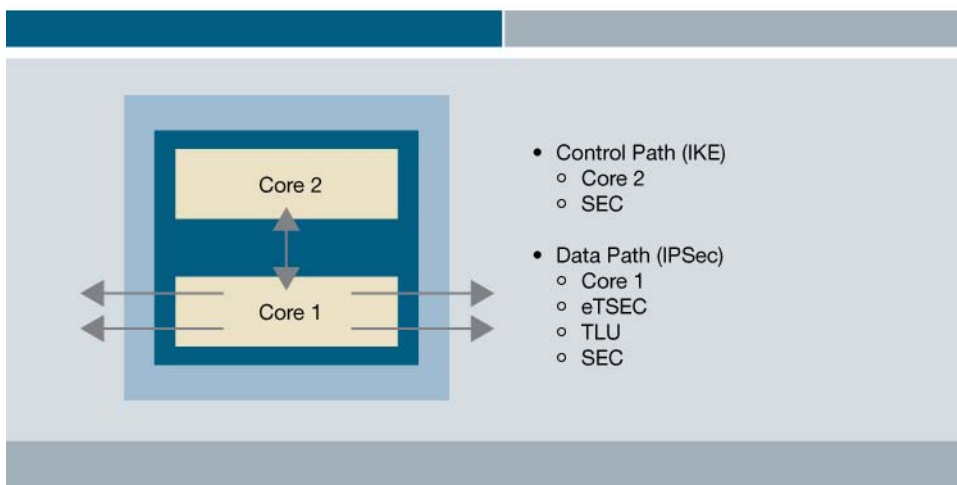 Core 2
Core 1
• Control Path (IKE)
○ Core 2
○ SEC
• Data Path (IPSec)
○ Core 1
○ eTSEC
○ TLU
○ SEC